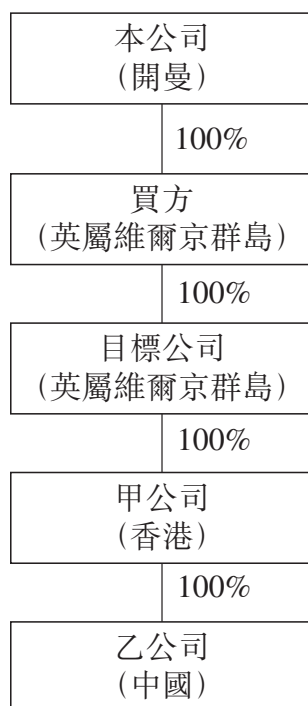 本公司
(開曼)
100%
買方
(英屬維爾京群島)
100%
目標公司
(英屬維爾京群島)
100%
甲公司
(香港)
100%
乙公司
(中國)